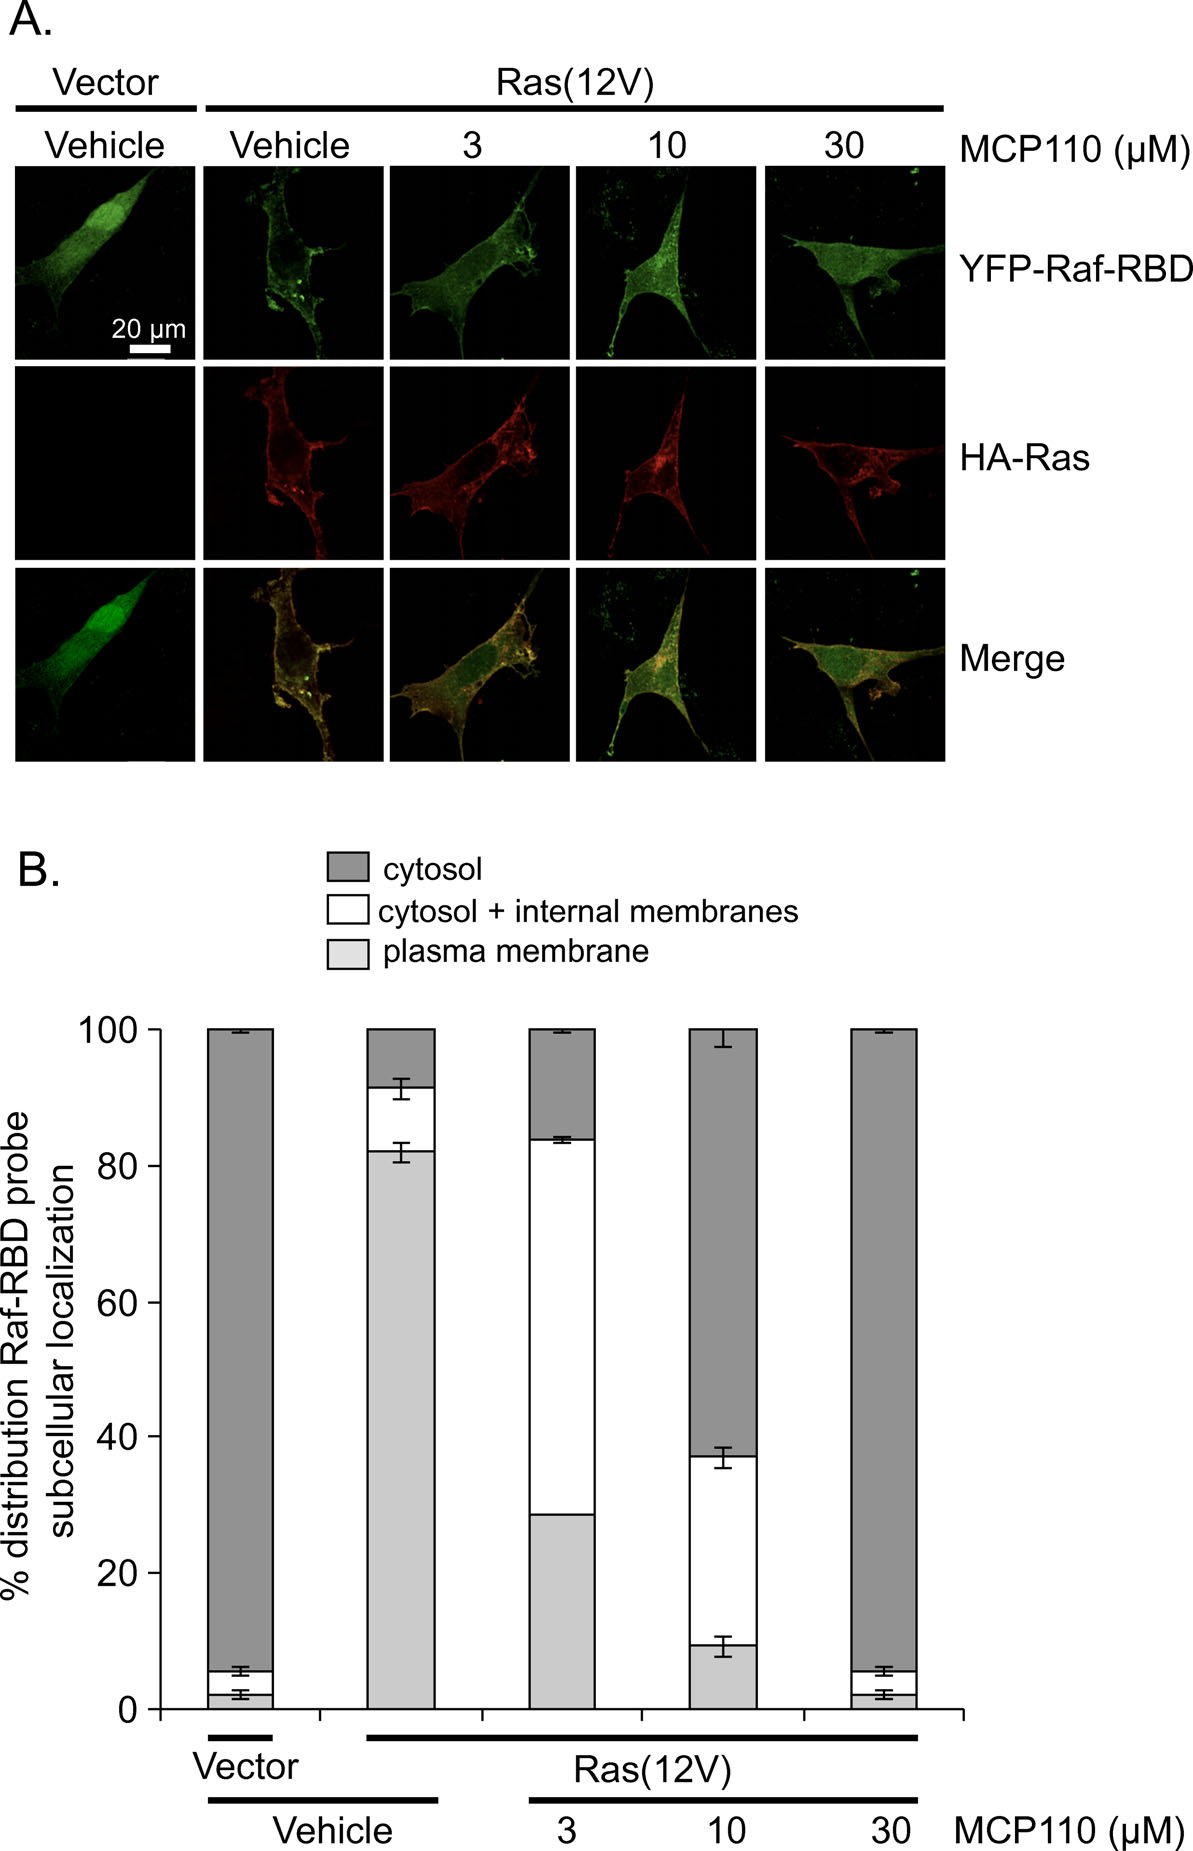 A.
Vector Ras(12V)
Vehicle Vehicle 3 10 30 MCP110 (µM)
YFP-Raf-RBD
20 µm
HA-Ras
Merge
B.
cytosol
cytosol + internal membranes
plasma membrane
% distribution Raf-RBD probe
subcellular localization
100
80
60
40
20
0
Vector Ras(12V)
Vehicle 3 10 30 MCP110 (µM)